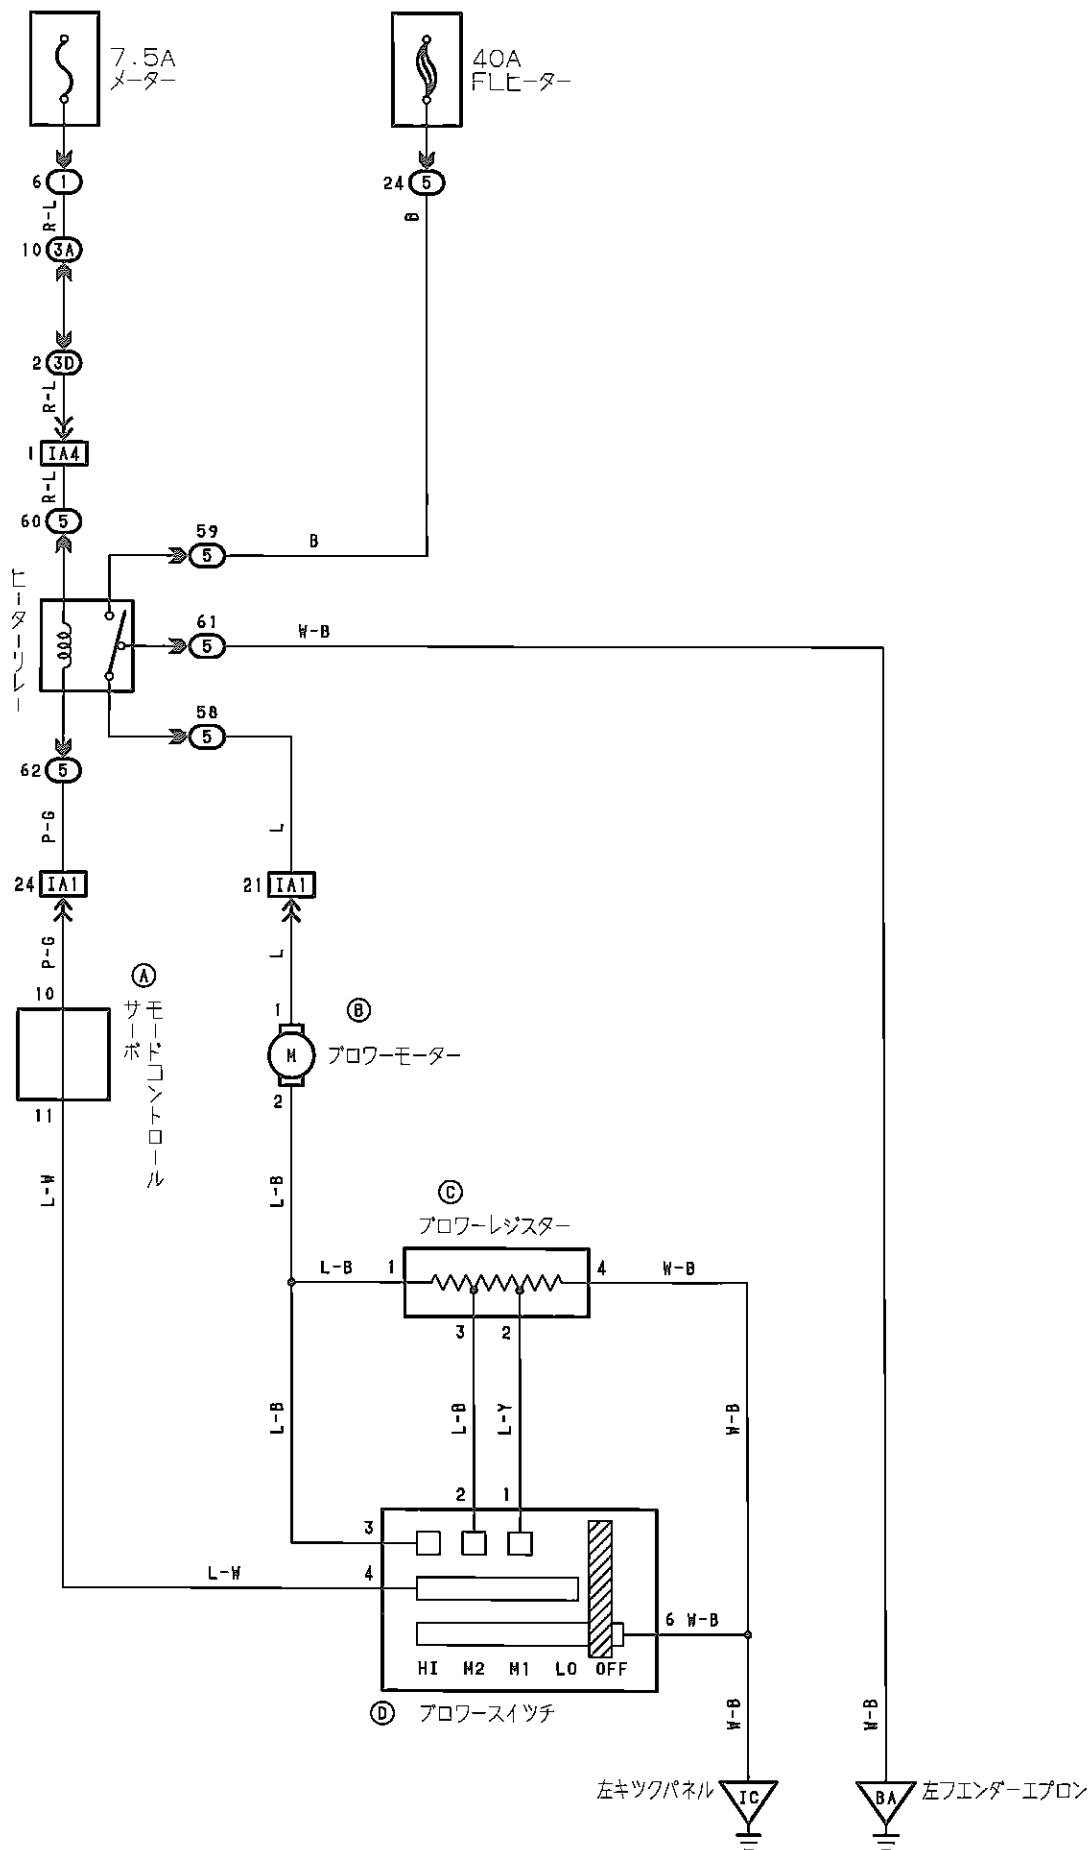 7.5A
メーター
40A
FLヒーター
6 1
24 5
R-L
B
10 3A
2 3D
R-L
1 IA4
R-L
60 5
59
5
B
ヒーターリレー
61
5
W-B
58
5
62 5
P-G
L
24 IA1
21 IA1
P-G
L
A
モードコントロール
サーボ
10
11
1
B
M
ブロワーモーター
2
L-W
L-B
C
ブロワーレジスター
L-B
1
4
W-B
3
2
L-B
L-B
L-Y
W-B
2
1
3
L-W
4
6 W-B
HI M2 M1 LO OFF
D ブロワースイツチ
W-B
W-B
左キツクパネル
IC
BA
左フエンダーエプロン